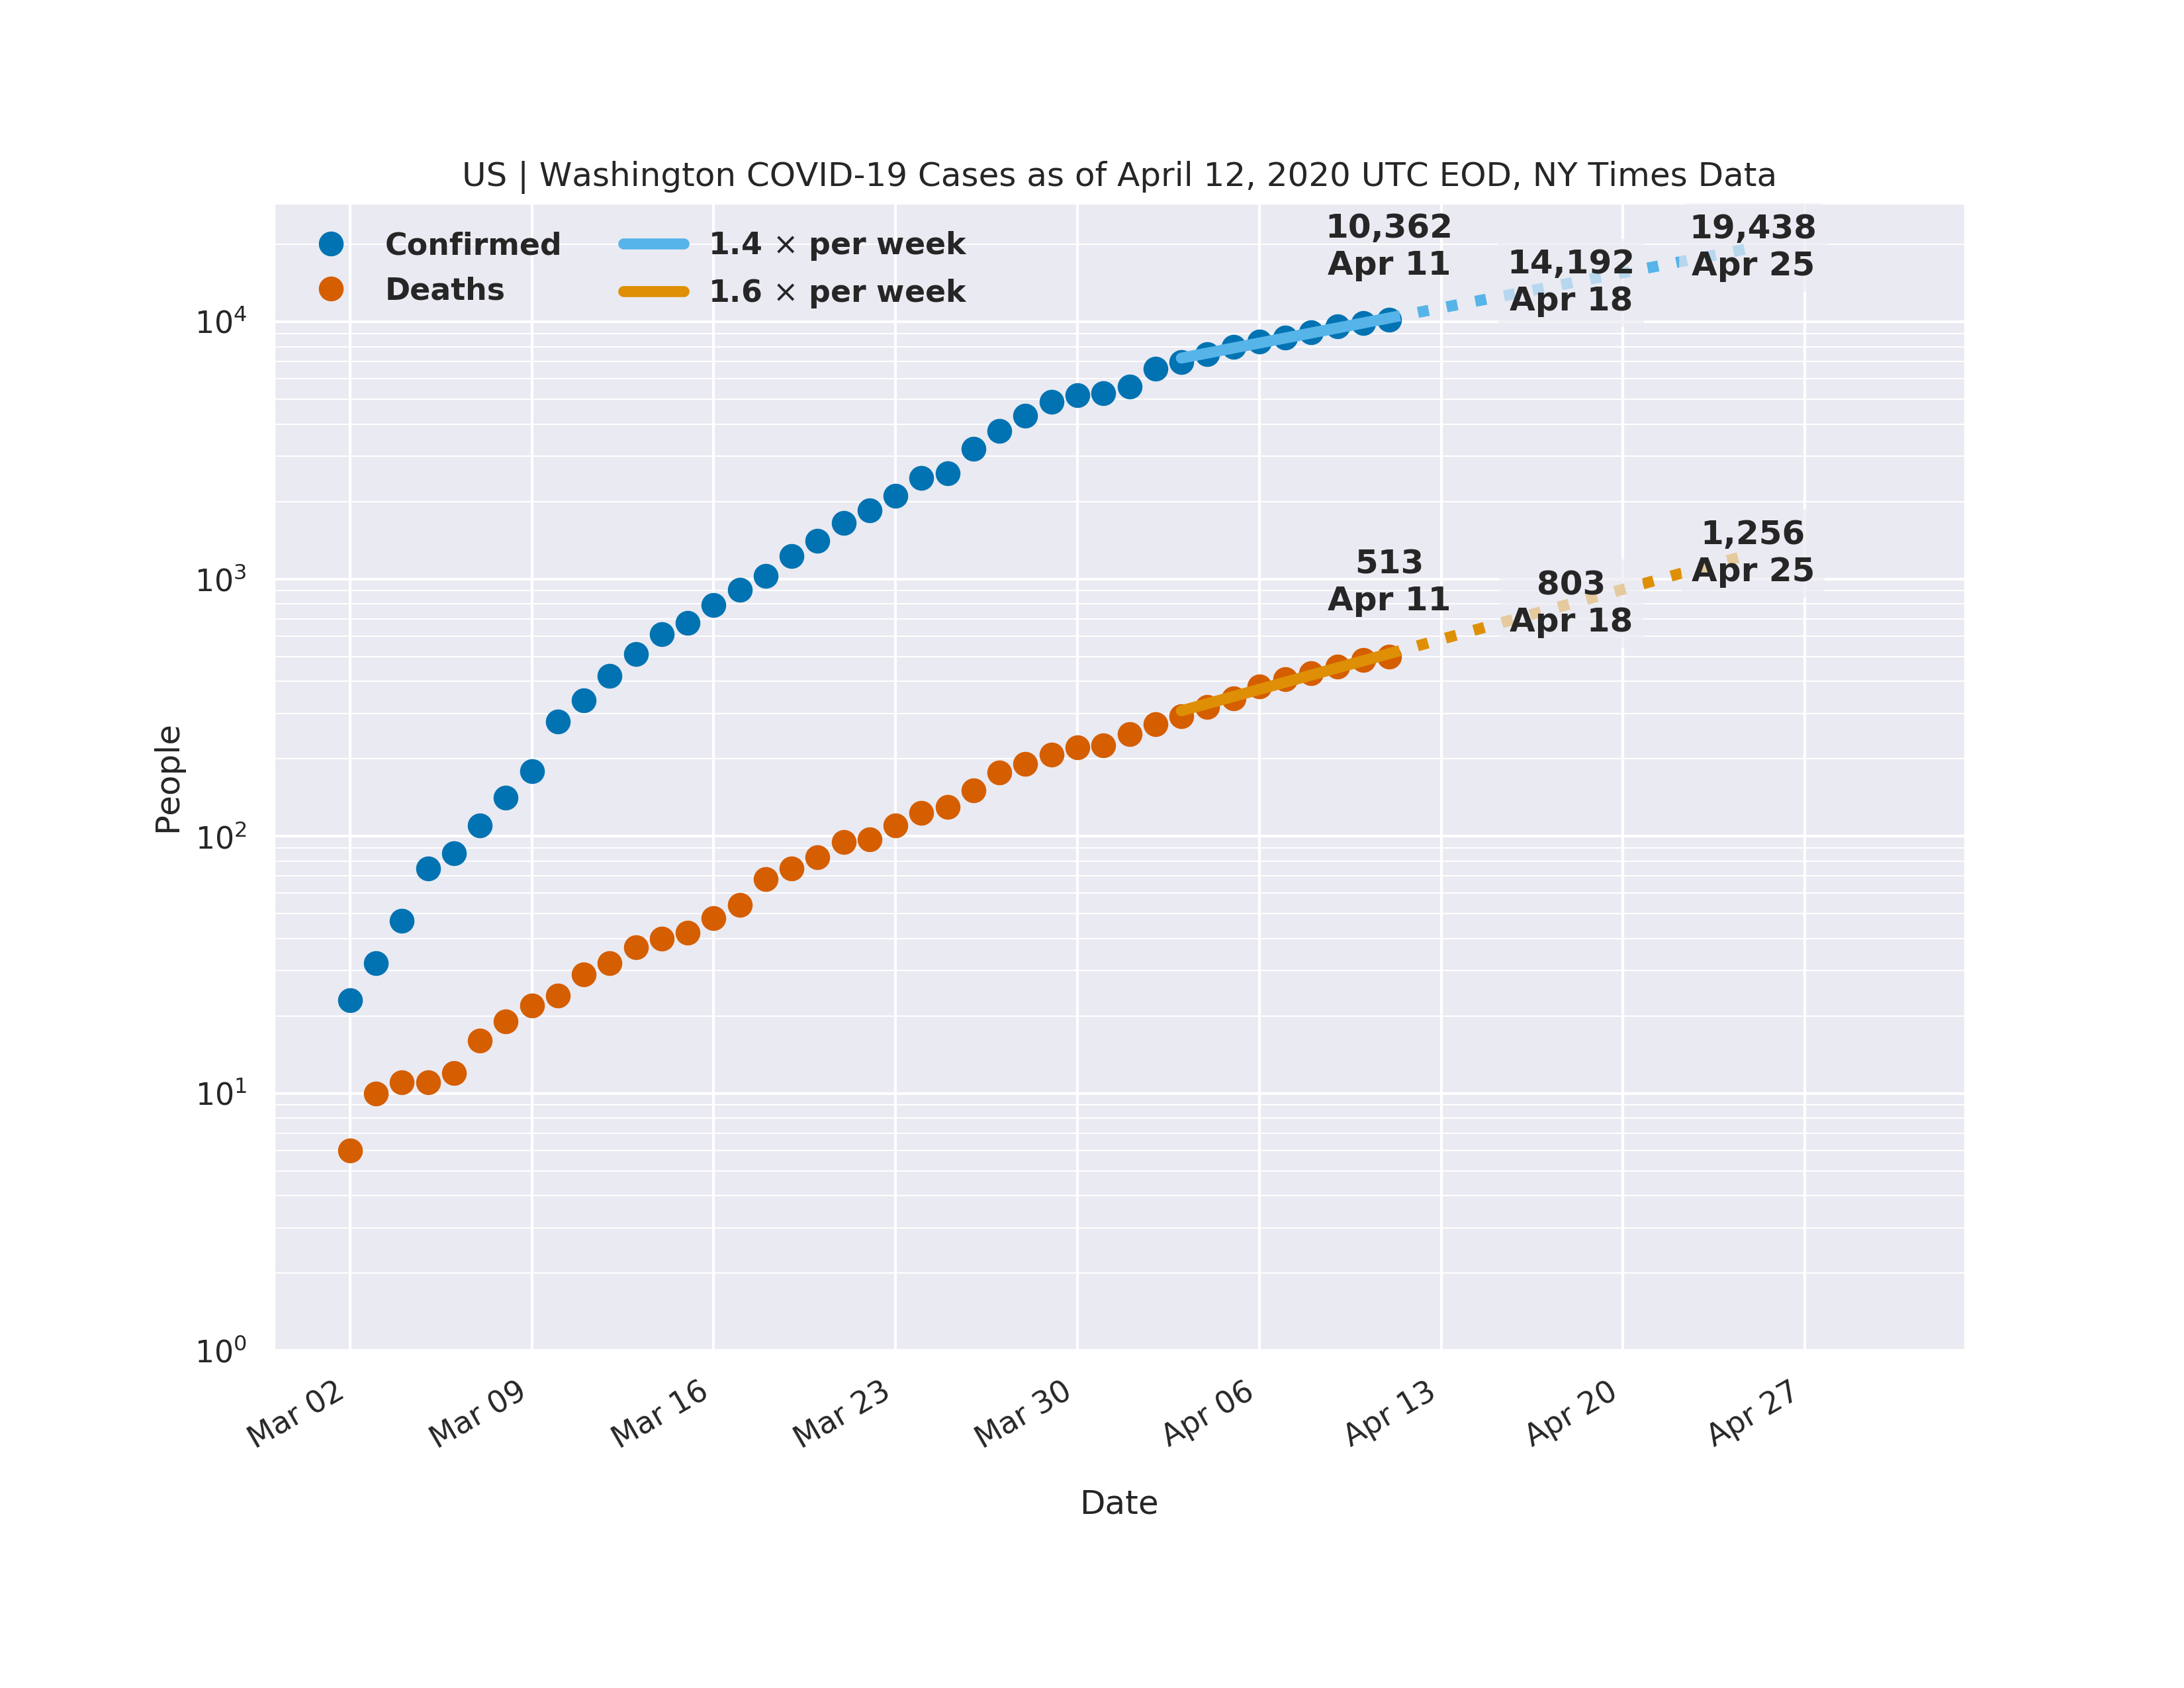 US | Washington COVID-19 Cases as of April 12, 2020 UTC EOD, NY Times Data
Confirmed
Deaths
1.4 × per week
1.6 × per week
10,362
Apr 11
14,192
Apr 18
19,438
Apr 25
513
Apr 11
803
Apr 18
1,256
Apr 25
People
10⁴
10³
10²
10¹
10⁰
Mar 02
Mar 09
Mar 16
Mar 23
Mar 30
Apr 06
Apr 13
Apr 20
Apr 27
Date